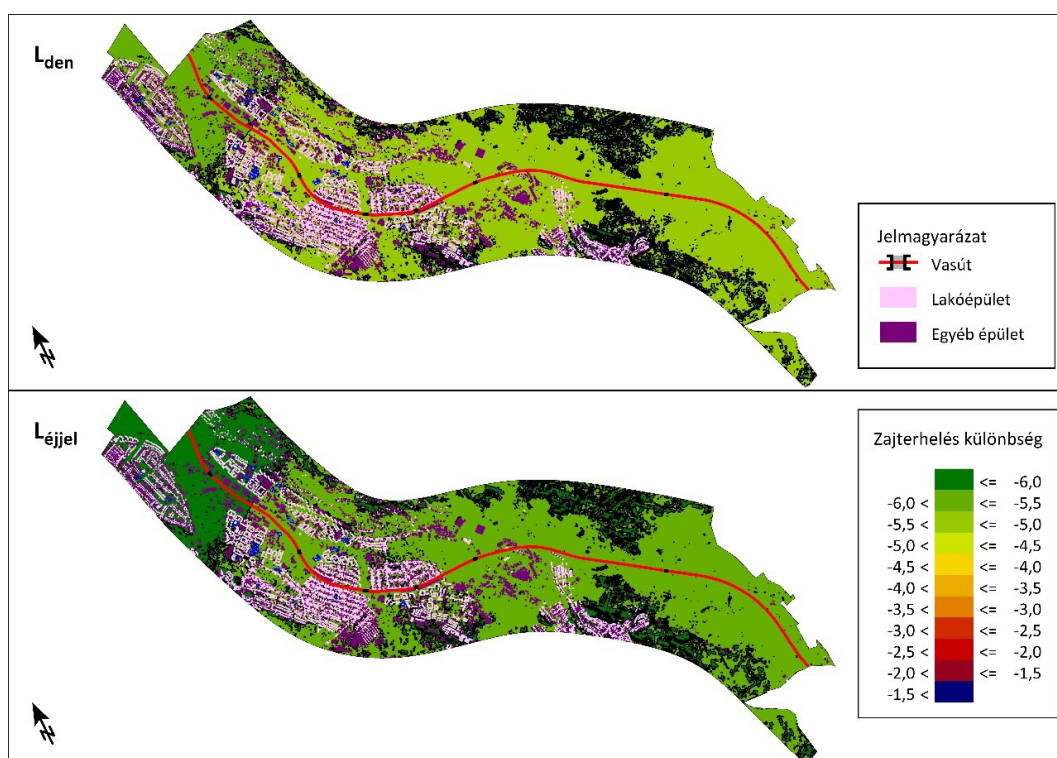 Lden
Jelmagyarázat
Vasút
Lakóépület
Egyéb épület
N
Léjjel
Zajterhelés különbség
<= -6,0
-6,0 < <= -5,5
-5,5 < <= -5,0
-5,0 < <= -4,5
-4,5 < <= -4,0
-4,0 < <= -3,5
-3,5 < <= -3,0
-3,0 < <= -2,5
-2,5 < <= -2,0
-2,0 < <= -1,5
-1,5 <
N